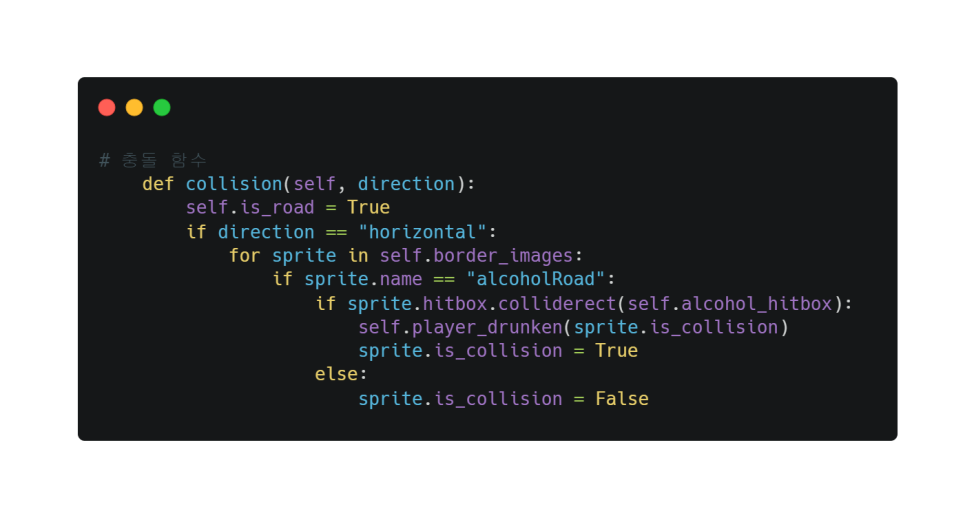 # 충돌 함수
    def collision(self, direction):
        self.is_road = True
        if direction == "horizontal":
            for sprite in self.border_images:
                if sprite.name == "alcoholRoad":
                    if sprite.hitbox.colliderect(self.alcohol_hitbox):
                        self.player_drunken(sprite.is_collision)
                        sprite.is_collision = True
                    else:
                        sprite.is_collision = False